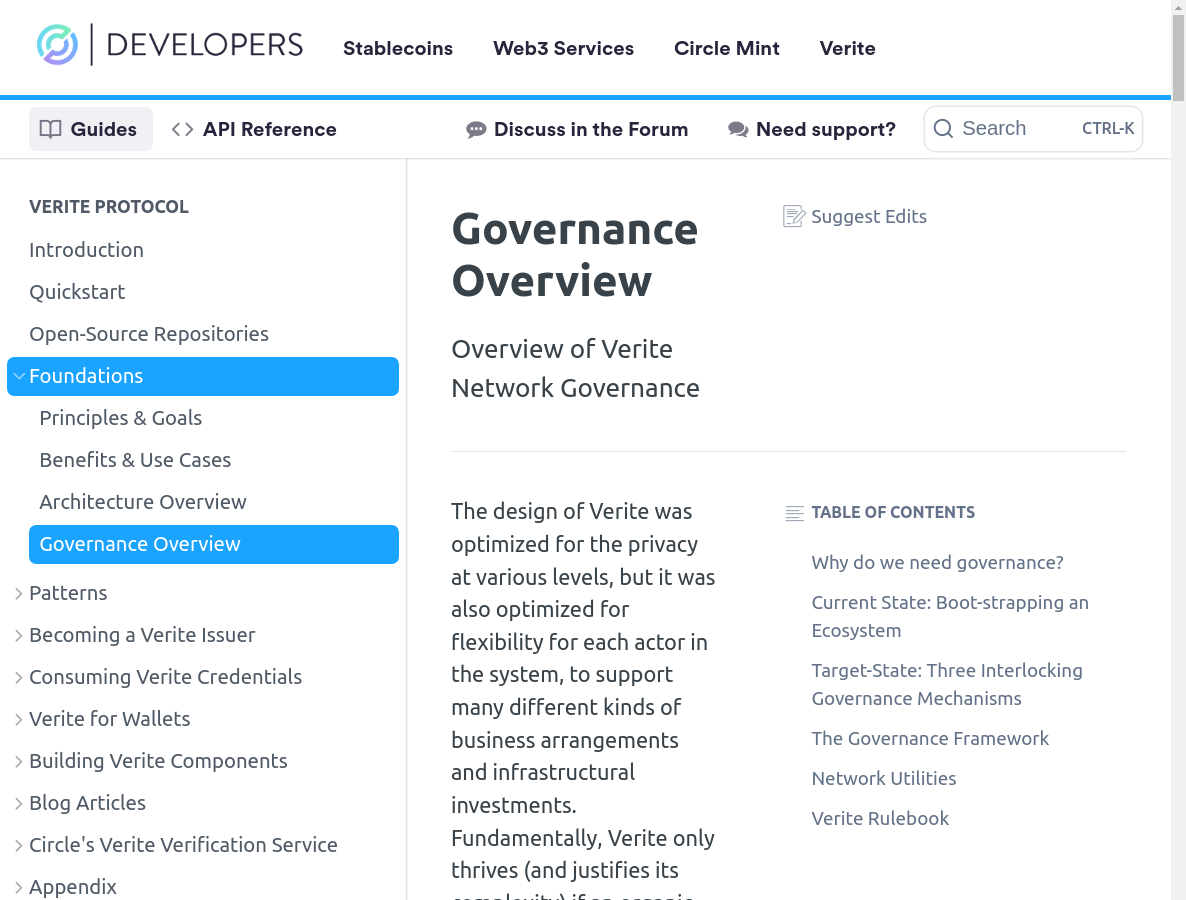 DEVELOPERS
Stablecoins
Web3 Services
Circle Mint
Verite
Guides
API Reference
Discuss in the Forum
Need support?
Search
CTRL-K
VERITE PROTOCOL
Introduction
Quickstart
Open-Source Repositories
Foundations
Principles & Goals
Benefits & Use Cases
Architecture Overview
Governance Overview
Patterns
Becoming a Verite Issuer
Consuming Verite Credentials
Verite for Wallets
Building Verite Components
Blog Articles
Circle's Verite Verification Service
Appendix
Governance
Overview
Suggest Edits
Overview of Verite
Network Governance
The design of Verite was
optimized for the privacy
at various levels, but it was
also optimized for
flexibility for each actor in
the system, to support
many different kinds of
business arrangements
and infrastructural
investments.
Fundamentally, Verite only
thrives (and justifies its
complexity) if an organic
TABLE OF CONTENTS
Why do we need governance?
Current State: Boot-strapping an
Ecosystem
Target-State: Three Interlocking
Governance Mechanisms
The Governance Framework
Network Utilities
Verite Rulebook